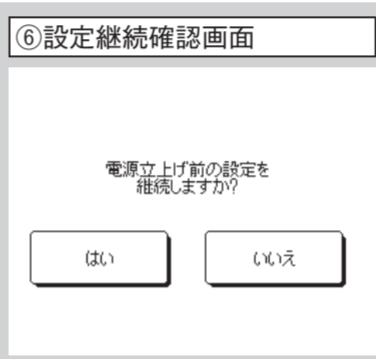 ⑥設定継続確認画面
電源立上げ前の設定を
継続しますか?
はい
いいえ